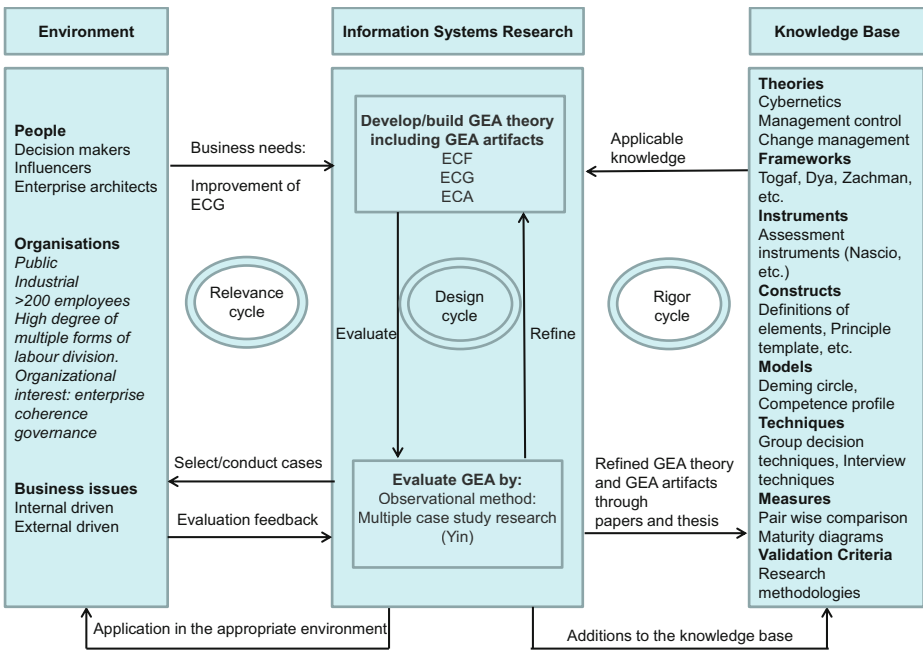 Environment
Information Systems Research
Knowledge Base
People
Decision makers
Influencers
Enterprise architects
Organisations
Public
Industrial
>200 employees
High degree of
multiple forms of
labour division.
Organizational
interest: enterprise
coherence
governance
Business issues
Internal driven
External driven
Business needs:
Improvement of
ECG
Relevance
cycle
Select/conduct cases
Evaluation feedback
Develop/build GEA theory
including GEA artifacts
ECF
ECG
ECA
Evaluate
Design
cycle
Refine
Evaluate GEA by:
Observational method:
Multiple case study research
(Yin)
Applicable
knowledge
Rigor
cycle
Refined GEA theory
and GEA artifacts
through
papers and thesis
Theories
Cybernetics
Management control
Change management
Frameworks
Togaf, Dya, Zachman,
etc.
Instruments
Assessment
instruments (Nascio,
etc.)
Constructs
Definitions of
elements, Principle
template, etc.
Models
Deming circle,
Competence profile
Techniques
Group decision
techniques, Interview
techniques
Measures
Pair wise comparison
Maturity diagrams
Validation Criteria
Research
methodologies
Application in the appropriate environment
Additions to the knowledge base